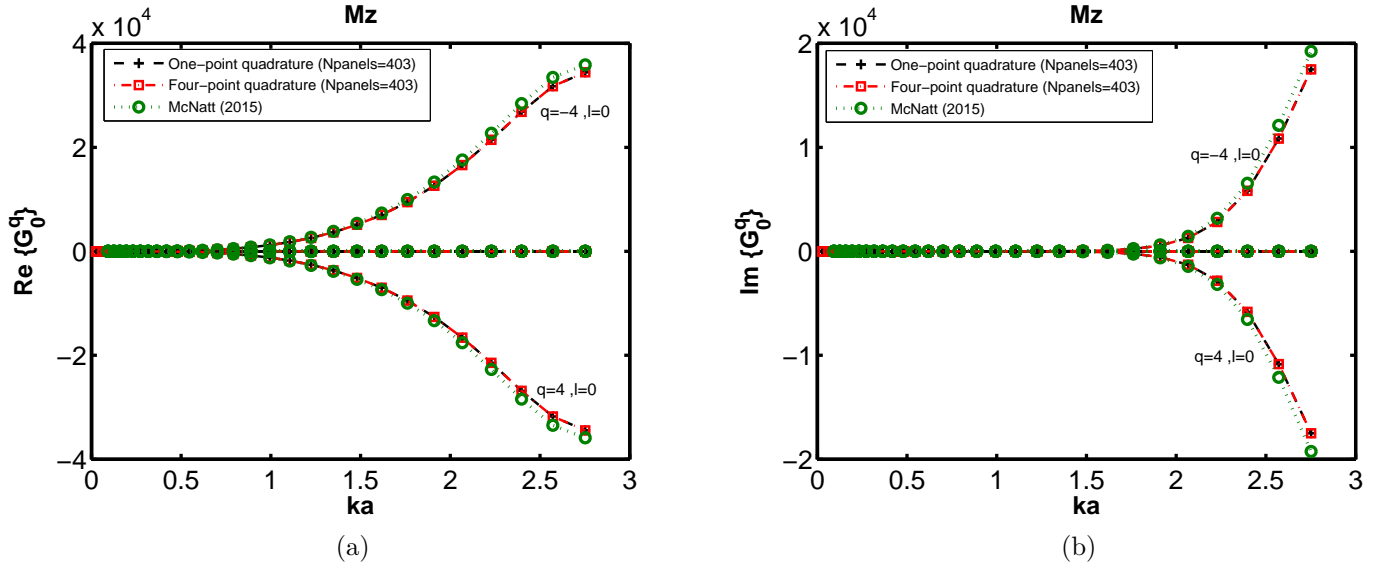 Mz
x 10^4
4
2
0
−2
−4
0 0.5 1 1.5 2 2.5 3
Re {G_0^q}
ka
One−point quadrature (Npanels=403)
Four−point quadrature (Npanels=403)
McNatt (2015)
q=−4 ,l=0
q=4 ,l=0
(a)
Mz
x 10^4
2
1
0
−1
−2
0 0.5 1 1.5 2 2.5 3
Im {G_0^q}
ka
One−point quadrature (Npanels=403)
Four−point quadrature (Npanels=403)
McNatt (2015)
q=−4 ,l=0
q=4 ,l=0
(b)